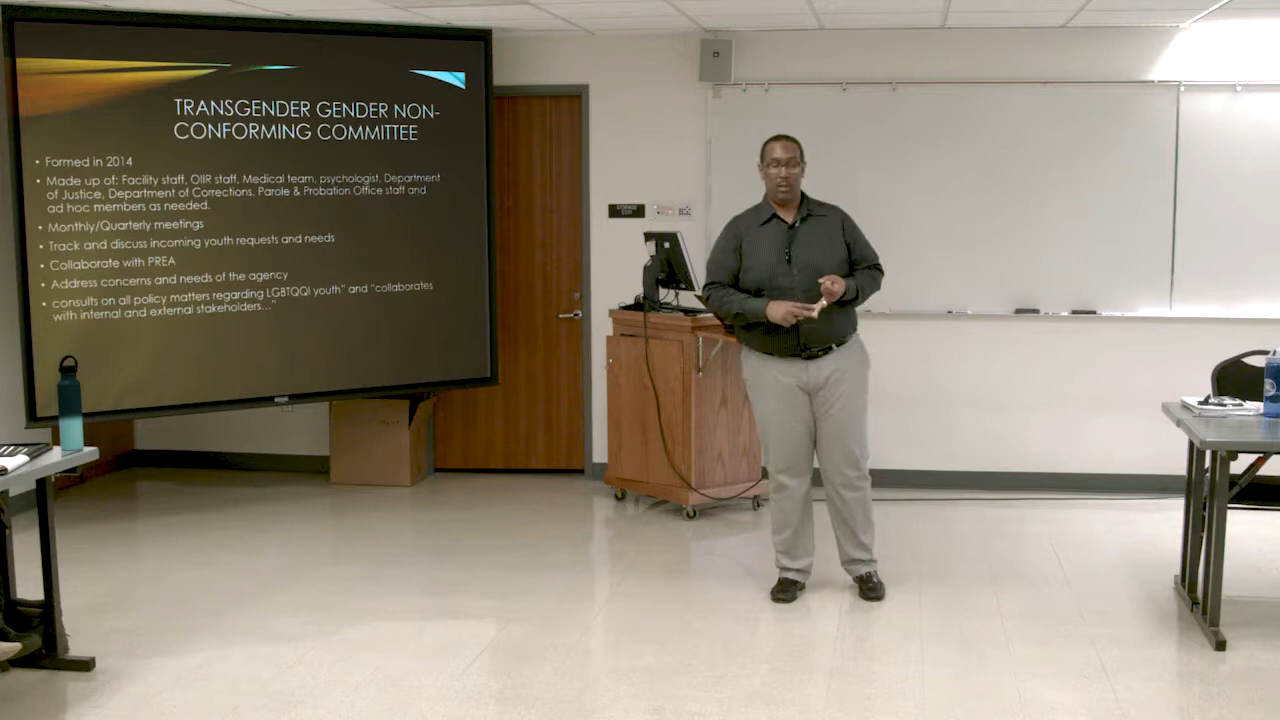 TRANSGENDER GENDER NON-
CONFORMING COMMITTEE
• Formed in 2014
• Made up of: Facility staff, OIIR staff, Medical team, psychologist, Department
of Justice, Department of Corrections. Parole & Probation Office staff and
ad hoc members as needed.
• Monthly/Quarterly meetings
• Track and discuss incoming youth requests and needs
• Collaborate with PREA
• Address concerns and needs of the agency
• consults on all policy matters regarding LGBTQQI youth" and "collaborates
with internal and external stakeholders..."
STORAGE